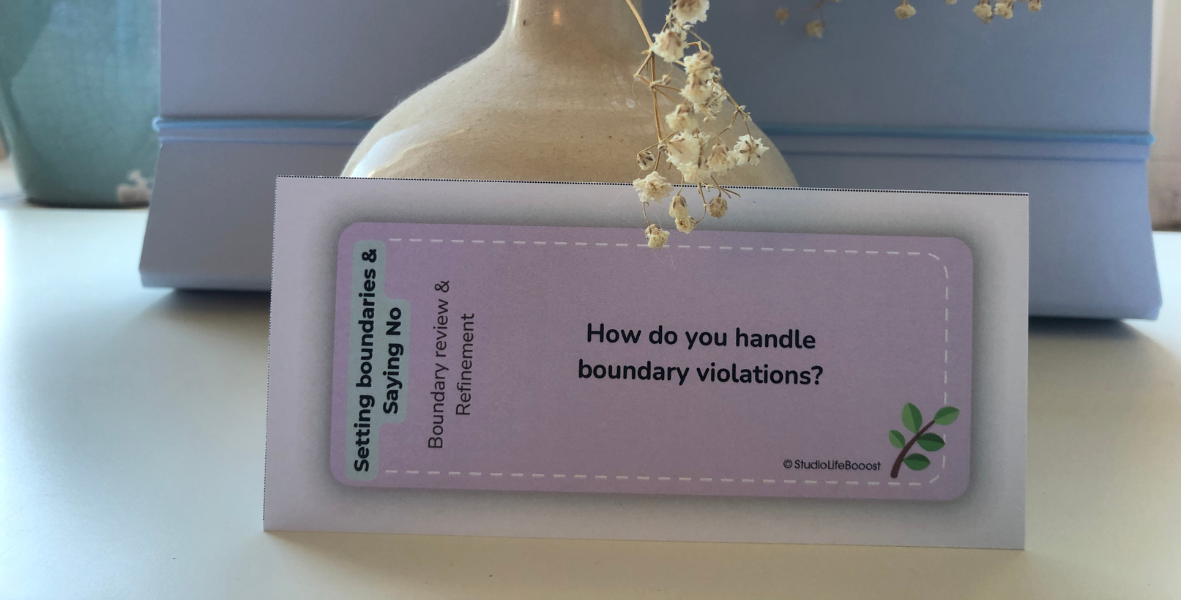 Setting boundaries &
Saying No
Boundary review &
Refinement
How do you handle
boundary violations?
© StudioLifeBooost